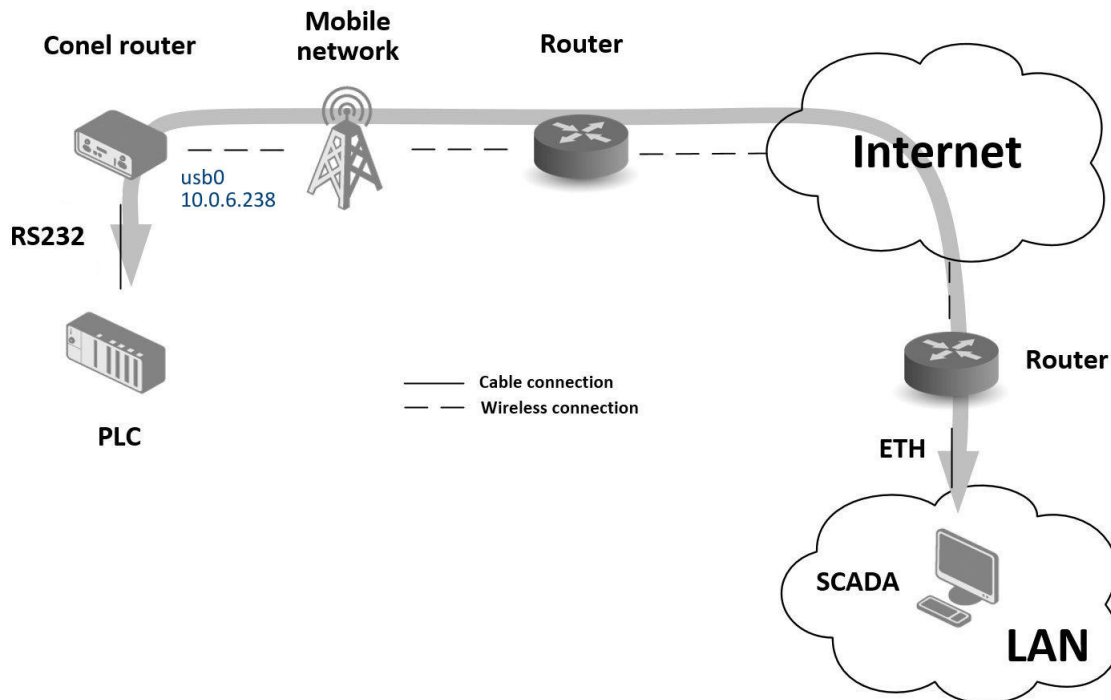 Conel router
Mobile
network
Router
Internet
usb0
10.0.6.238
RS232
Router
Cable connection
Wireless connection
PLC
ETH
SCADA
LAN